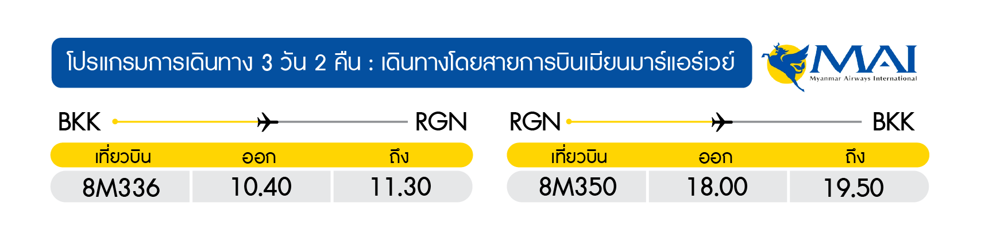 โปรแกรมการเดินทาง 3 วัน 2 คืน : เดินทางโดยสายการบินเมียนมาร์แอร์เวย์
MAI
Myanmar Airways International
BKK RGN
เที่ยวบิน ออก ถึง
8M336 10.40 11.30
RGN BKK
เที่ยวบิน ออก ถึง
8M350 18.00 19.50